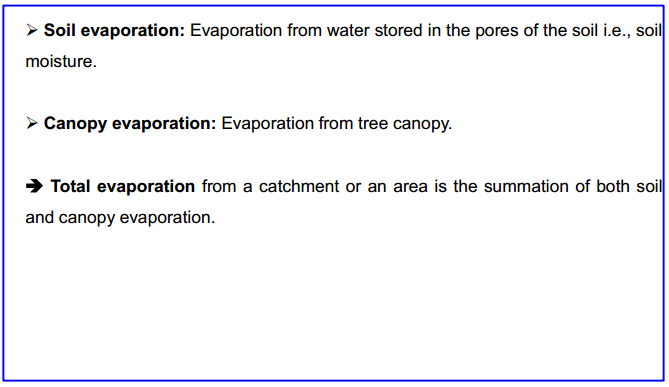 ➢ Soil evaporation: Evaporation from water stored in the pores of the soil i.e., soil
moisture.
➢ Canopy evaporation: Evaporation from tree canopy.
➔ Total evaporation from a catchment or an area is the summation of both soil
and canopy evaporation.